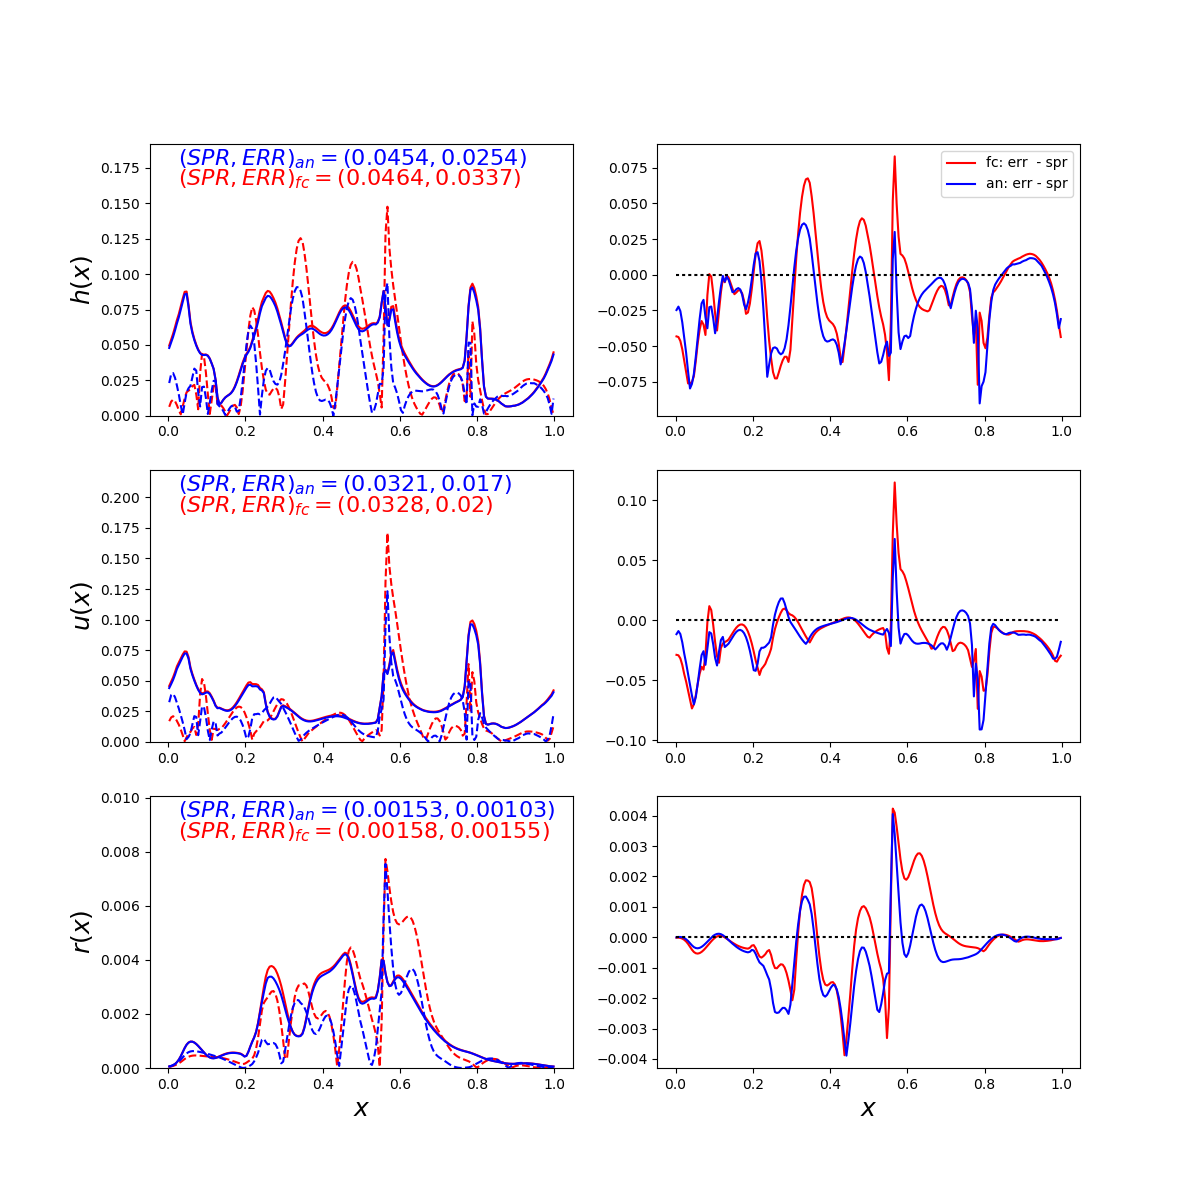 (SPR, ERR)an = (0.0454, 0.0254)
(SPR, ERR)fc = (0.0464, 0.0337)
h(x)
0.175
0.150
0.125
0.100
0.075
0.050
0.025
0.000
0.0 0.2 0.4 0.6 0.8 1.0
fc: err - spr
an: err - spr
0.075
0.050
0.025
0.000
−0.025
−0.050
−0.075
0.0 0.2 0.4 0.6 0.8 1.0
(SPR, ERR)an = (0.0321, 0.017)
(SPR, ERR)fc = (0.0328, 0.02)
u(x)
0.200
0.175
0.150
0.125
0.100
0.075
0.050
0.025
0.000
0.0 0.2 0.4 0.6 0.8 1.0
0.10
0.05
0.00
−0.05
−0.10
0.0 0.2 0.4 0.6 0.8 1.0
(SPR, ERR)an = (0.00153, 0.00103)
(SPR, ERR)fc = (0.00158, 0.00155)
r(x)
0.010
0.008
0.006
0.004
0.002
0.000
0.0 0.2 0.4 0.6 0.8 1.0
x
0.004
0.003
0.002
0.001
0.000
−0.001
−0.002
−0.003
−0.004
0.0 0.2 0.4 0.6 0.8 1.0
x